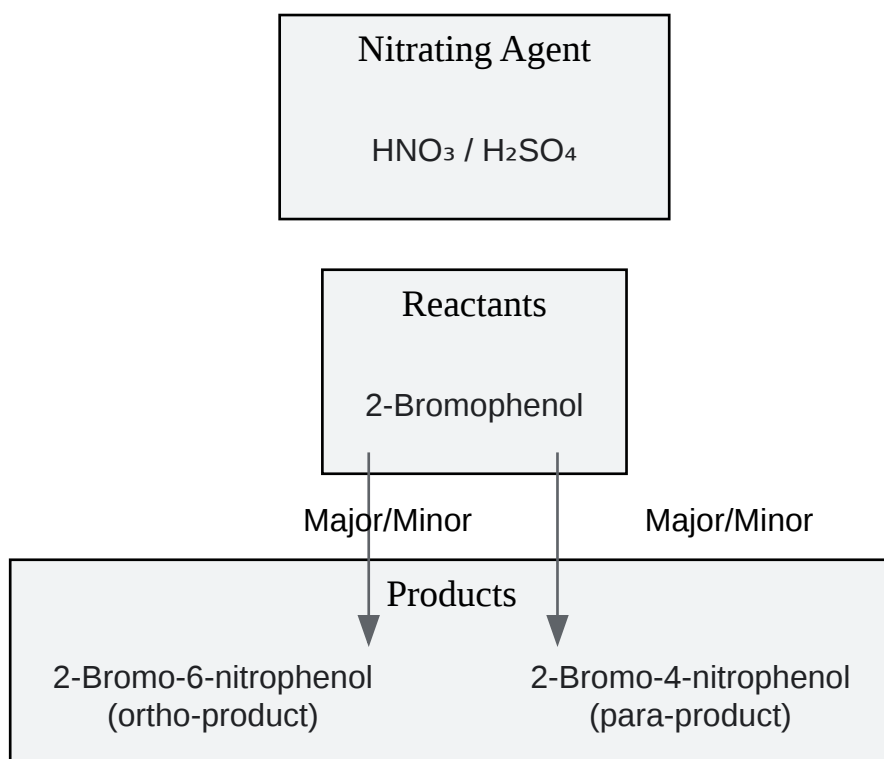 Nitrating Agent
HNO₃ / H₂SO₄
Reactants
2-Bromophenol
Major/Minor Major/Minor
Products
2-Bromo-6-nitrophenol 2-Bromo-4-nitrophenol
(ortho-product) (para-product)